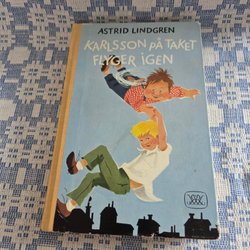 ASTRID LINDGREN
KARLSSON PÅ TAKET
FLYGER IGEN